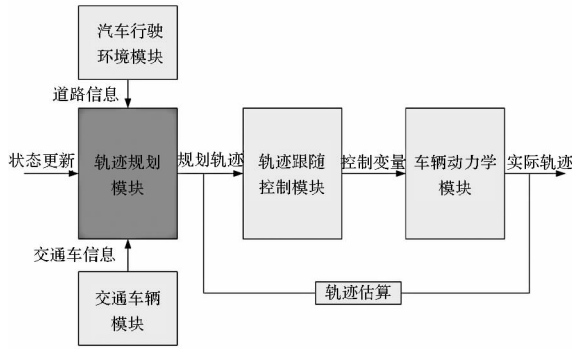 汽车行驶
环境模块
道路信息
状态更新
轨迹规划
模块
规划轨迹
轨迹跟随
控制模块
控制变量
车辆动力学
模块
实际轨迹
交通车信息
交通车辆
模块
轨迹估算